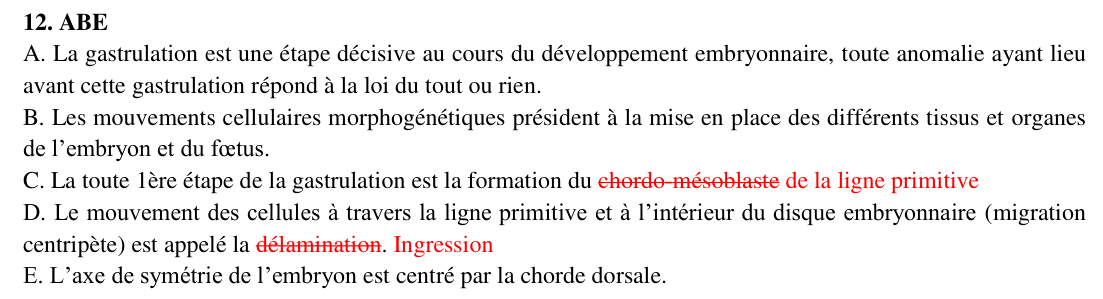 12. ABE
A. La gastrulation est une étape décisive au cours du développement embryonnaire, toute anomalie ayant lieu
avant cette gastrulation répond à la loi du tout ou rien.
B. Les mouvements cellulaires morphogénétiques président à la mise en place des différents tissus et organes
de l'embryon et du fœtus.
C. La toute 1ère étape de la gastrulation est la formation du chordo-mésoblaste de la ligne primitive
D. Le mouvement des cellules à travers la ligne primitive et à l'intérieur du disque embryonnaire (migration
centripète) est appelé la délamination. Ingression
E. L'axe de symétrie de l'embryon est centré par la chorde dorsale.